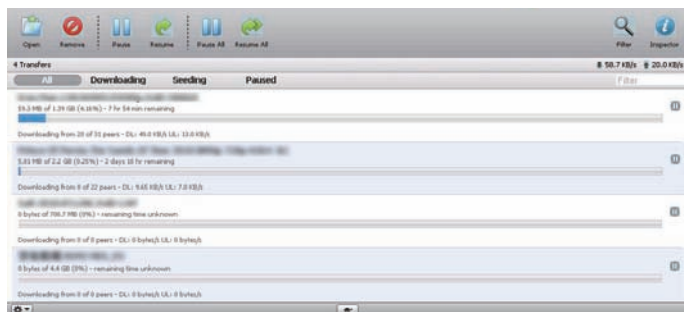 Open Remove Pause Resume Pause All Resume All Filter Inspector
4 Transfers 58.7 KB/s 20.0 KB/s
All Downloading Seeding Paused Filter
59.3 MB of 1.39 GB (4.16%) - 7 hr 54 min remaining
Downloading from 20 of 31 peers - DL: 49.0 KB/s UL: 13.0 KB/s
5.81 MB of 2.2 GB (0.25%) - 2 days 18 hr remaining
Downloading from 8 of 22 peers - DL: 9.65 KB/s UL: 7.0 KB/s
0 bytes of 706.7 MB (0%) - remaining time unknown
Downloading from 0 of 0 peers - DL: 0 bytes/s UL: 0 bytes/s
0 bytes of 4.4 GB (0%) - remaining time unknown
Downloading from 0 of 0 peers - DL: 0 bytes/s UL: 0 bytes/s